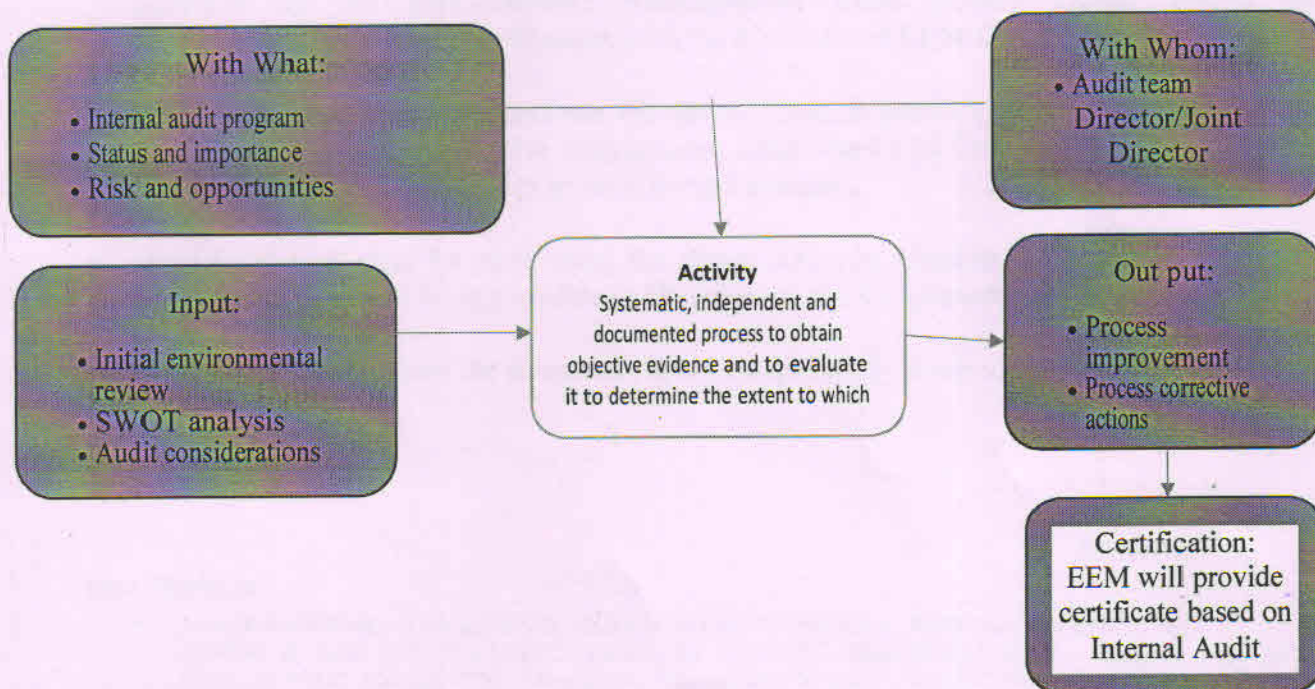 With What:
• Internal audit program
• Status and importance
• Risk and opportunities
With Whom:
• Audit team
Director/Joint
Director
Input:
• Initial environmental
review
• SWOT analysis
• Audit considerations
Activity
Systematic, independent and
documented process to obtain
objective evidence and to evaluate
it to determine the extent to which
Out put:
• Process
improvement
• Process corrective
actions
Certification:
EEM will provide
certificate based on
Internal Audit